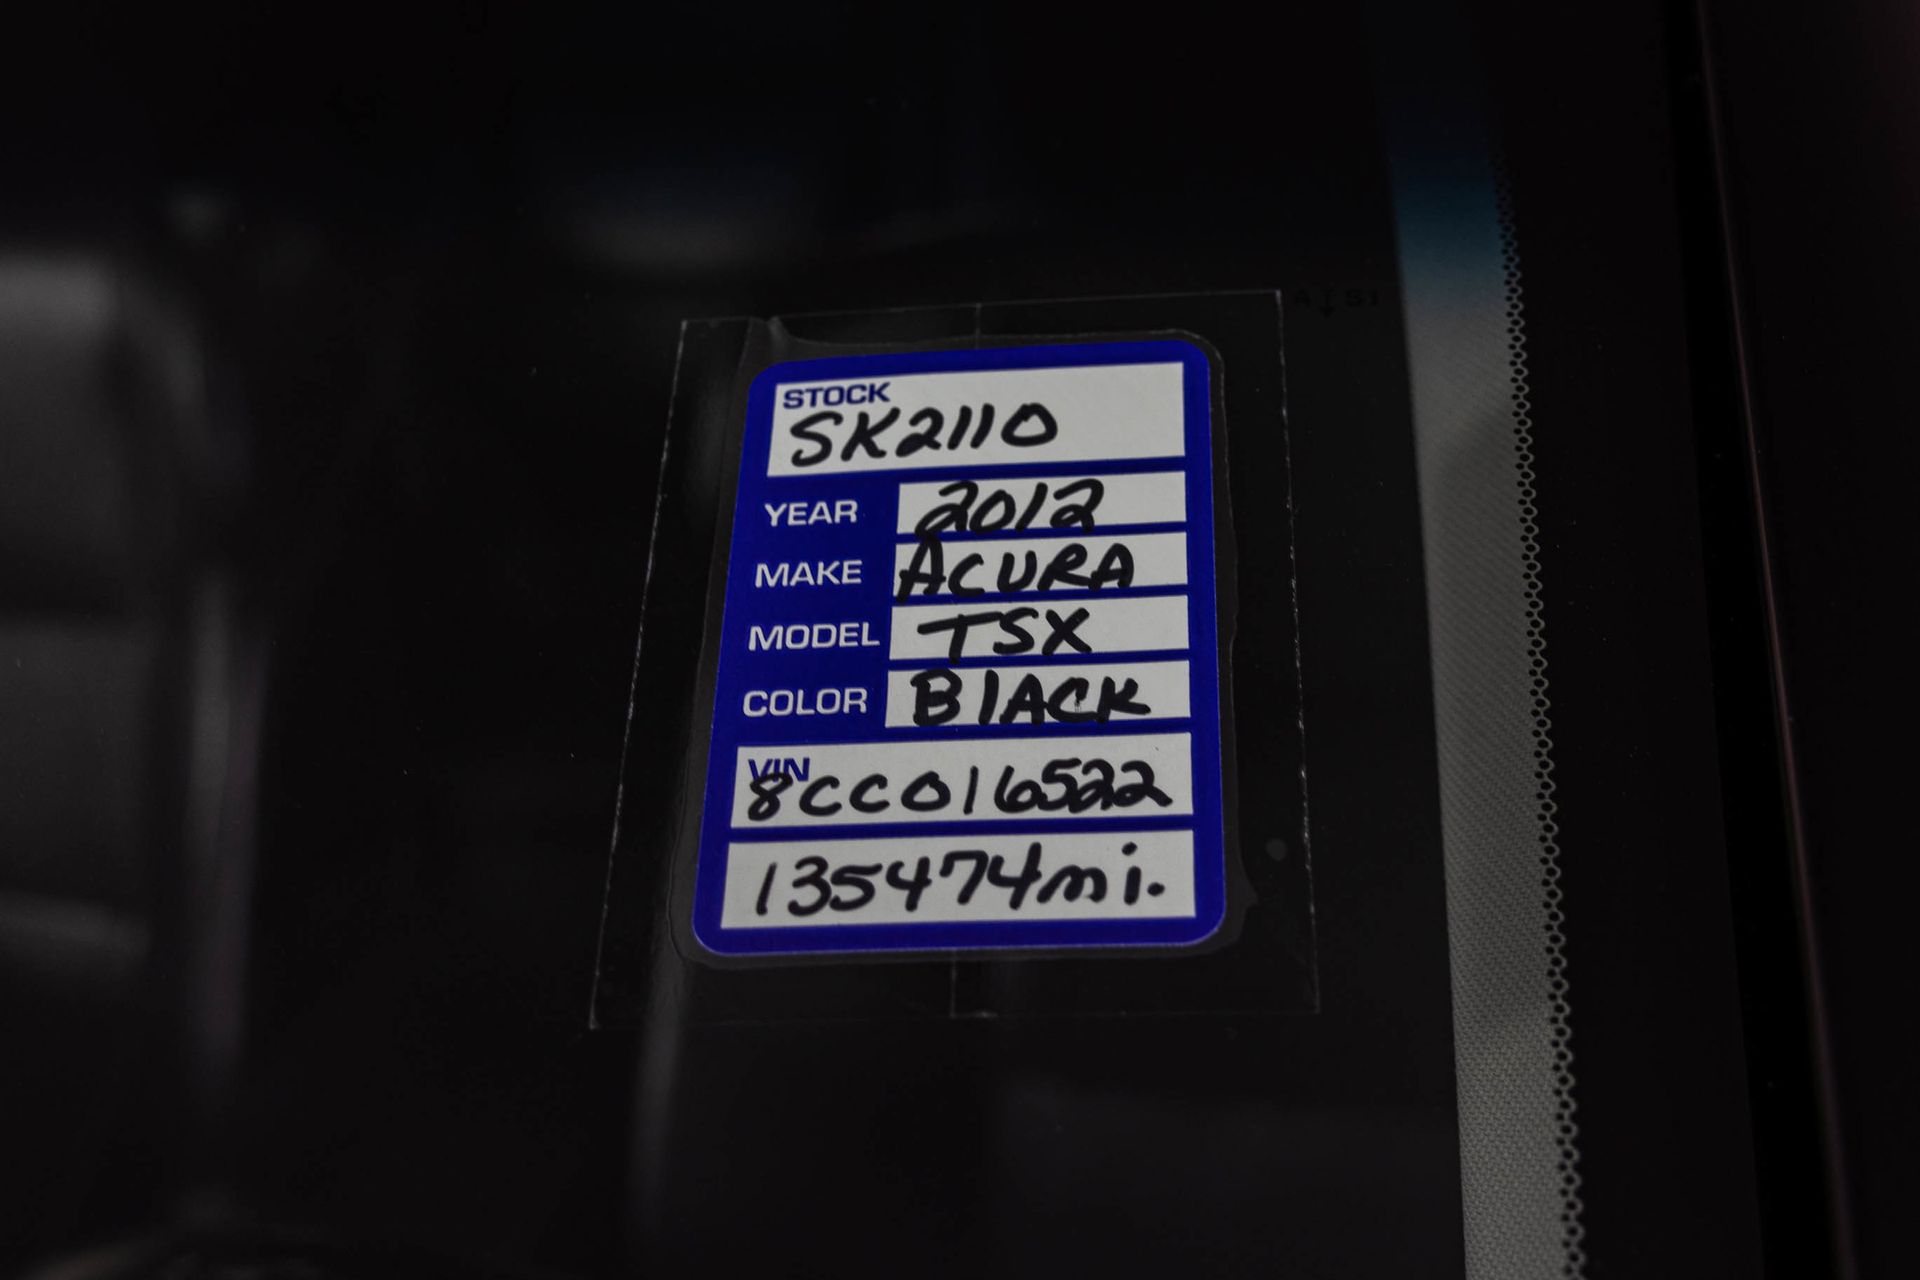 STOCK
SK2110
YEAR 2012
MAKE ACURA
MODEL TSX
COLOR BlACK
VIN
8CC016522
135474mi.